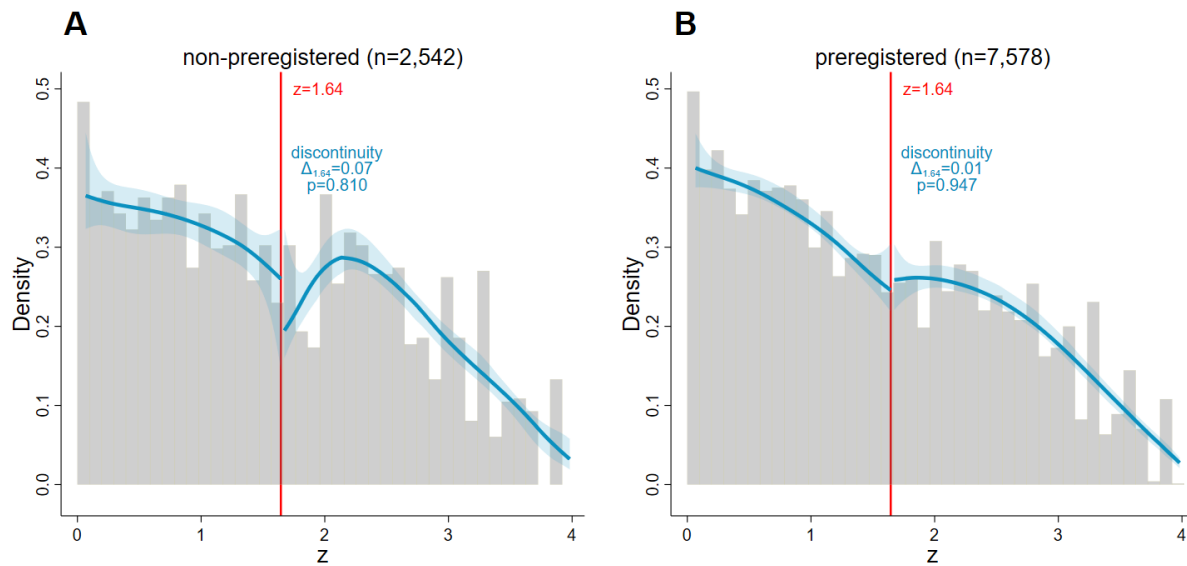 A
non-preregistered (n=2,542)
z=1.64
discontinuity
Δ1.64=0.07
p=0.810
Density
0.5
0.4
0.3
0.2
0.1
0.0
0 1 2 3 4
z
B
preregistered (n=7,578)
z=1.64
discontinuity
Δ1.64=0.01
p=0.947
Density
0.5
0.4
0.3
0.2
0.1
0.0
0 1 2 3 4
z